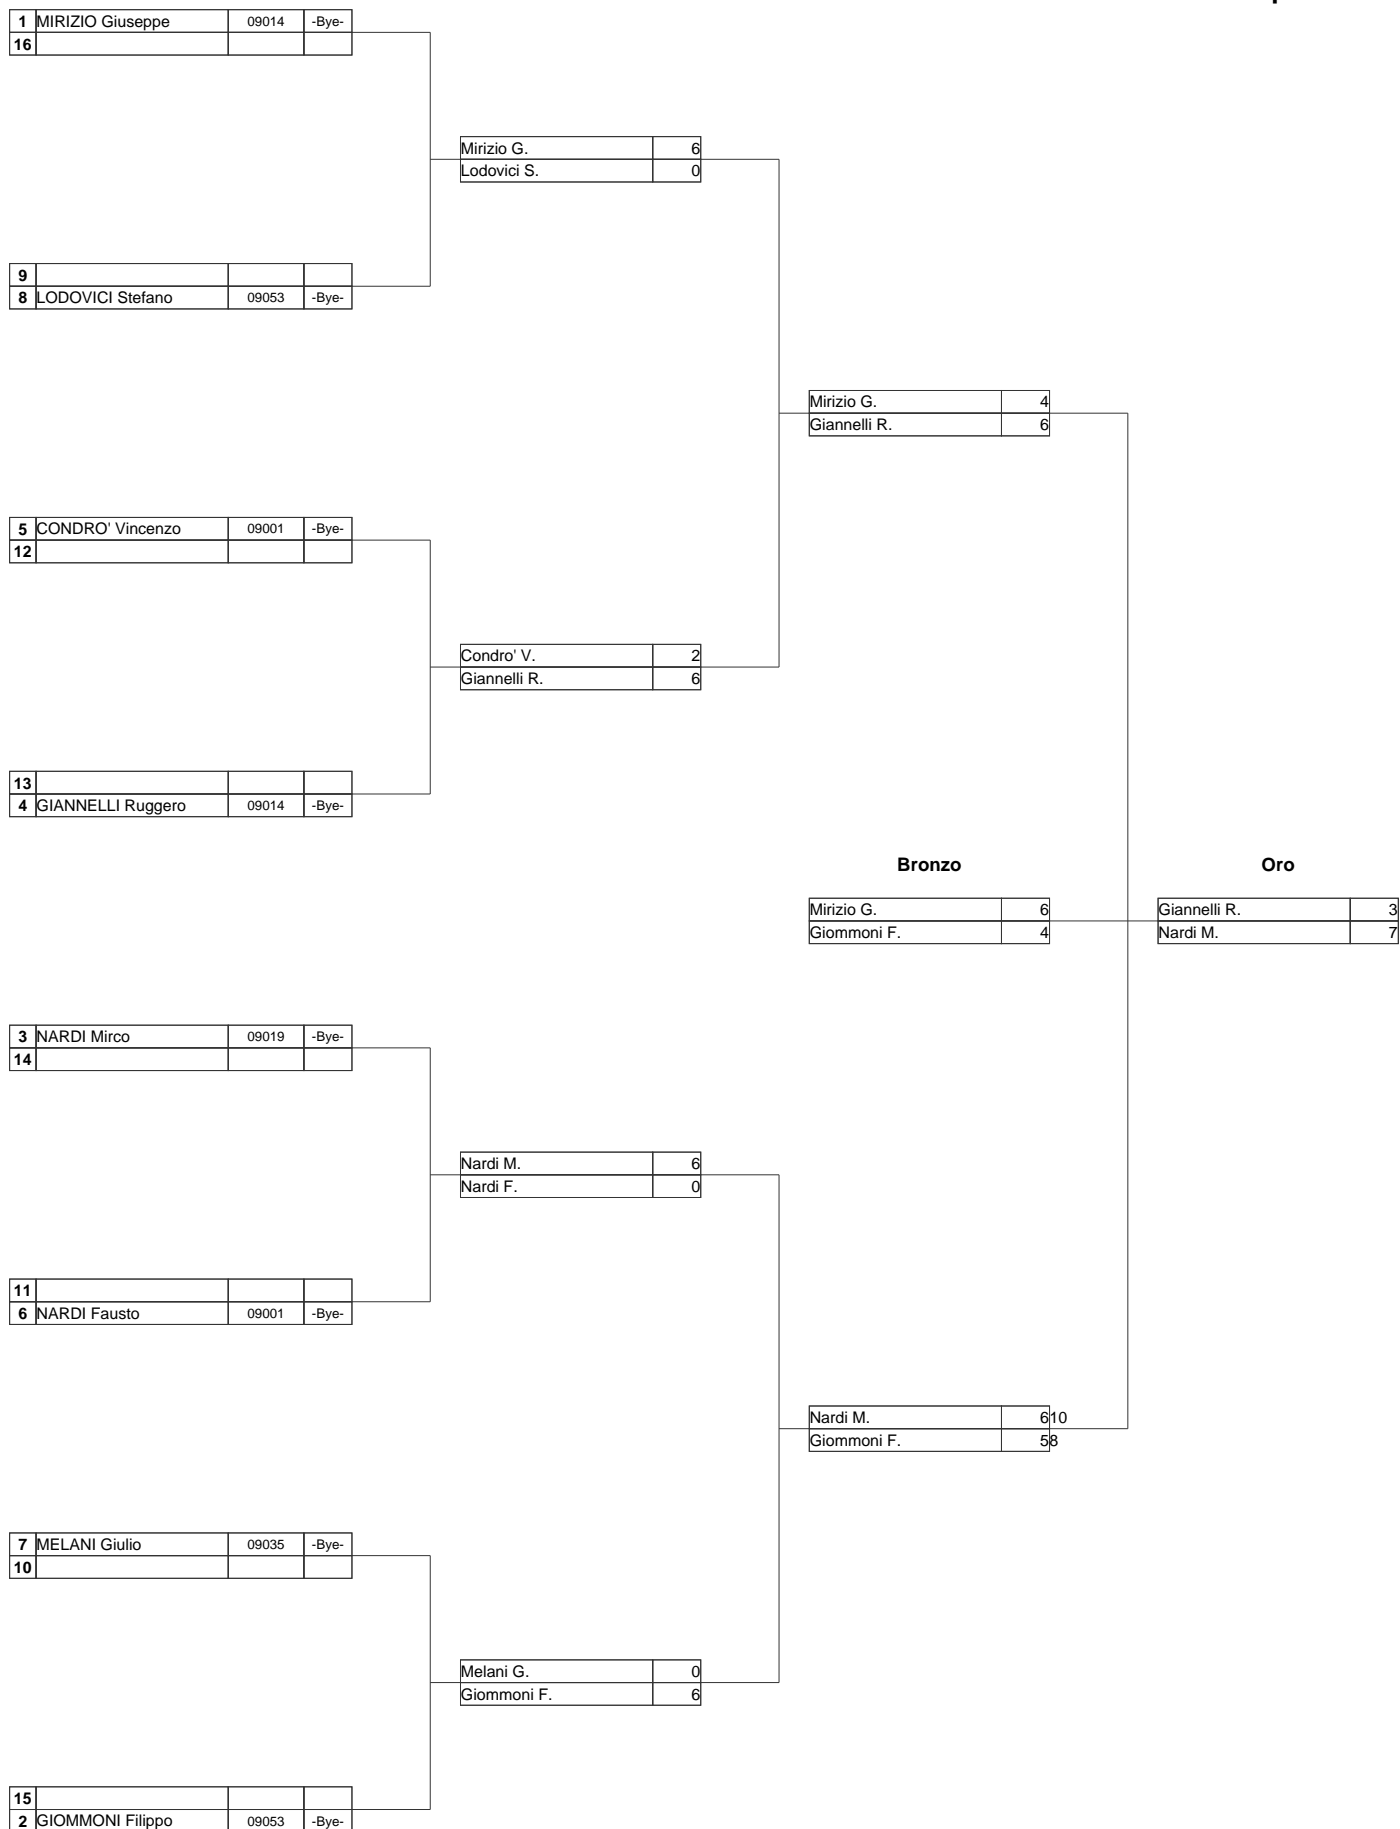 1 MIRIZIO Giuseppe 09014 -Bye-
16
Mirizio G. 6
Lodovici S. 0
9
8 LODOVICI Stefano 09053 -Bye-
Mirizio G. 4
Giannelli R. 6
5 CONDRO' Vincenzo 09001 -Bye-
12
Condro' V. 2
Giannelli R. 6
13
4 GIANNELLI Ruggero 09014 -Bye-
Bronzo Oro
Mirizio G. 6 Giannelli R. 3
Giommoni F. 4 Nardi M. 7
3 NARDI Mirco 09019 -Bye-
14
Nardi M. 6
Nardi F. 0
11
6 NARDI Fausto 09001 -Bye-
Nardi M. 610
Giommoni F. 58
7 MELANI Giulio 09035 -Bye-
10
Melani G. 0
Giommoni F. 6
15
2 GIOMMONI Filippo 09053 -Bye-